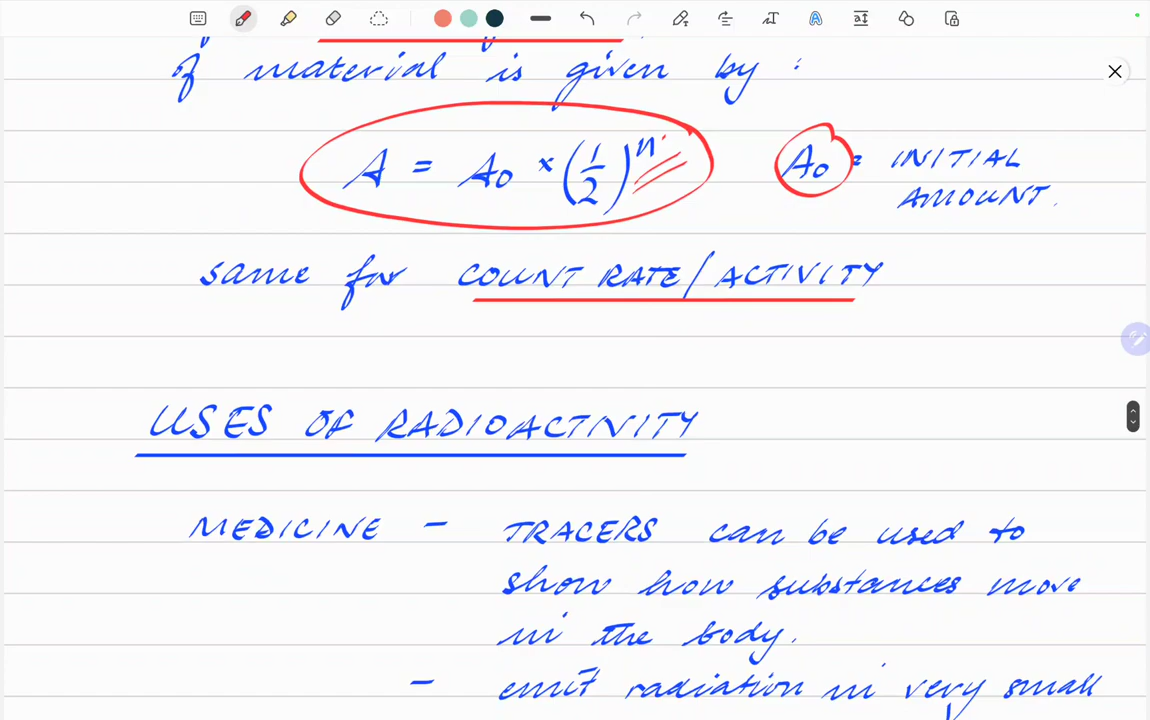 of material is given by :
A = A₀ × (1/2)ⁿ A₀ = INITIAL
AMOUNT.
same for COUNT RATE/ACTIVITY
USES OF RADIOACTIVITY
MEDICINE – TRACERS can be used to
show how substances move
in the body.
– emit radiation in very small